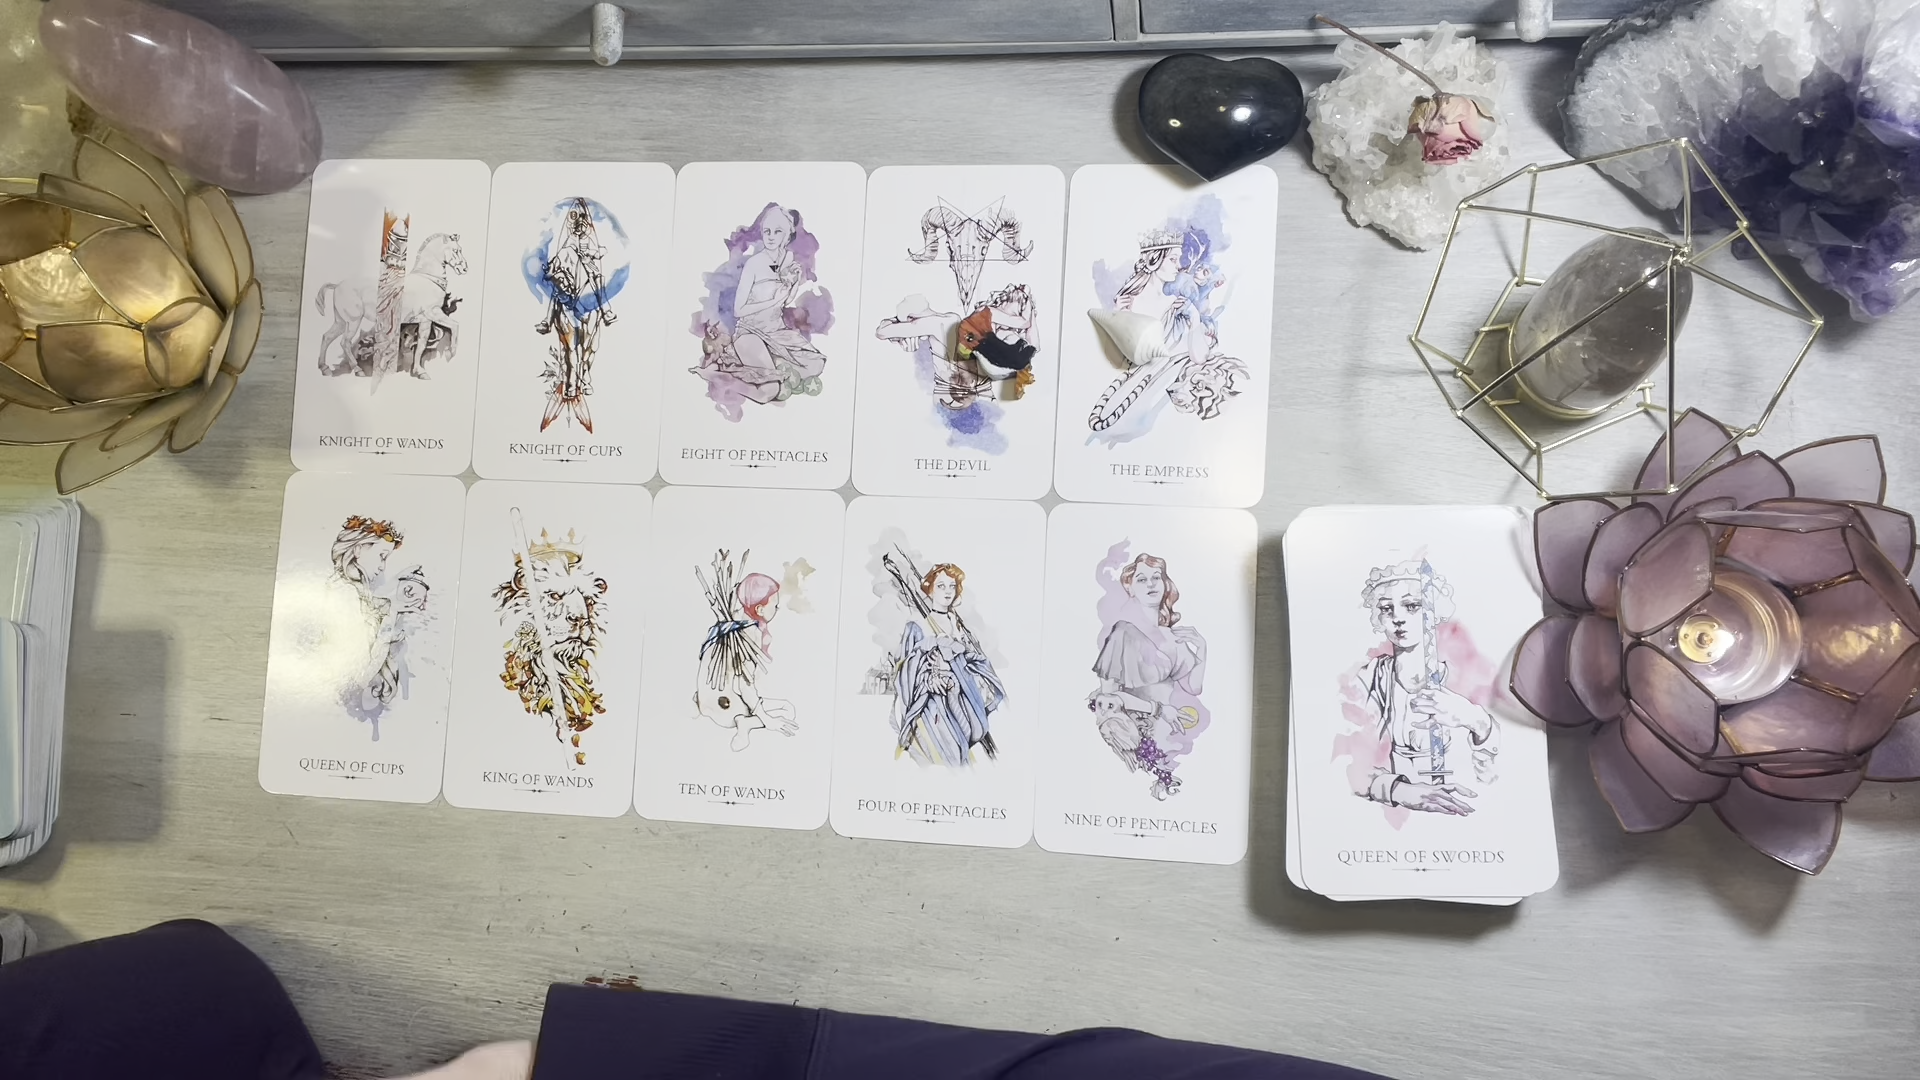 KNIGHT OF WANDS
KNIGHT OF CUPS
EIGHT OF PENTACLES
THE DEVIL
THE EMPRESS
QUEEN OF CUPS
KING OF WANDS
TEN OF WANDS
FOUR OF PENTACLES
NINE OF PENTACLES
QUEEN OF SWORDS